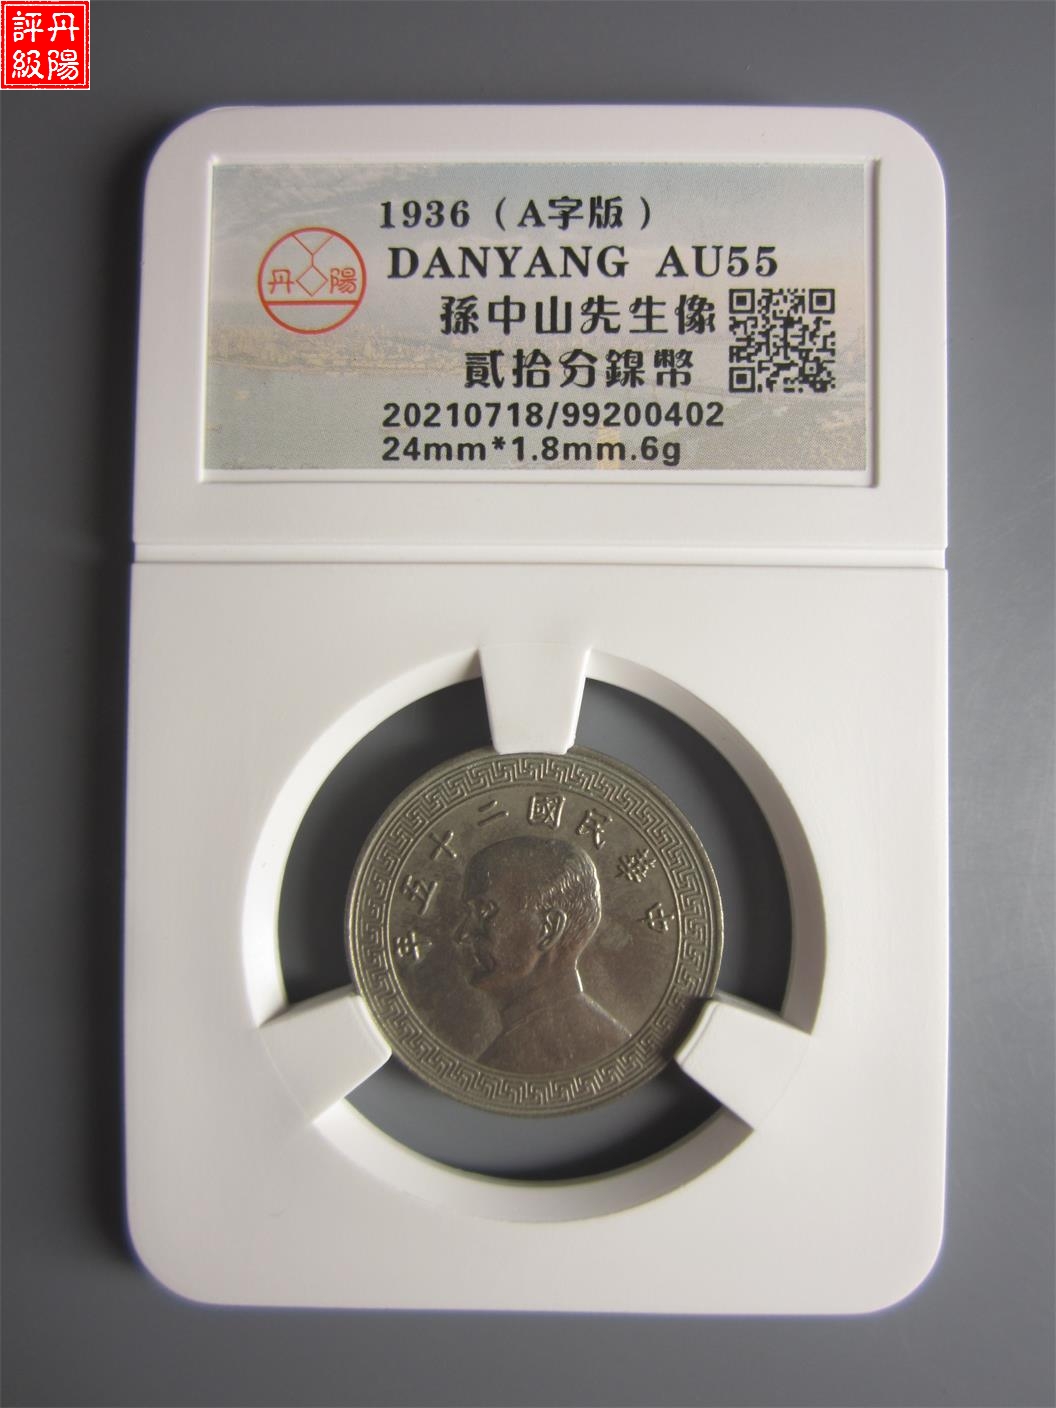 丹陽
評級
1936（A字版）
DANYANG AU55
丹陽
孫中山先生像
貳拾分鎳幣
20210718/99200402
24mm*1.8mm.6g
中華民國二十五年